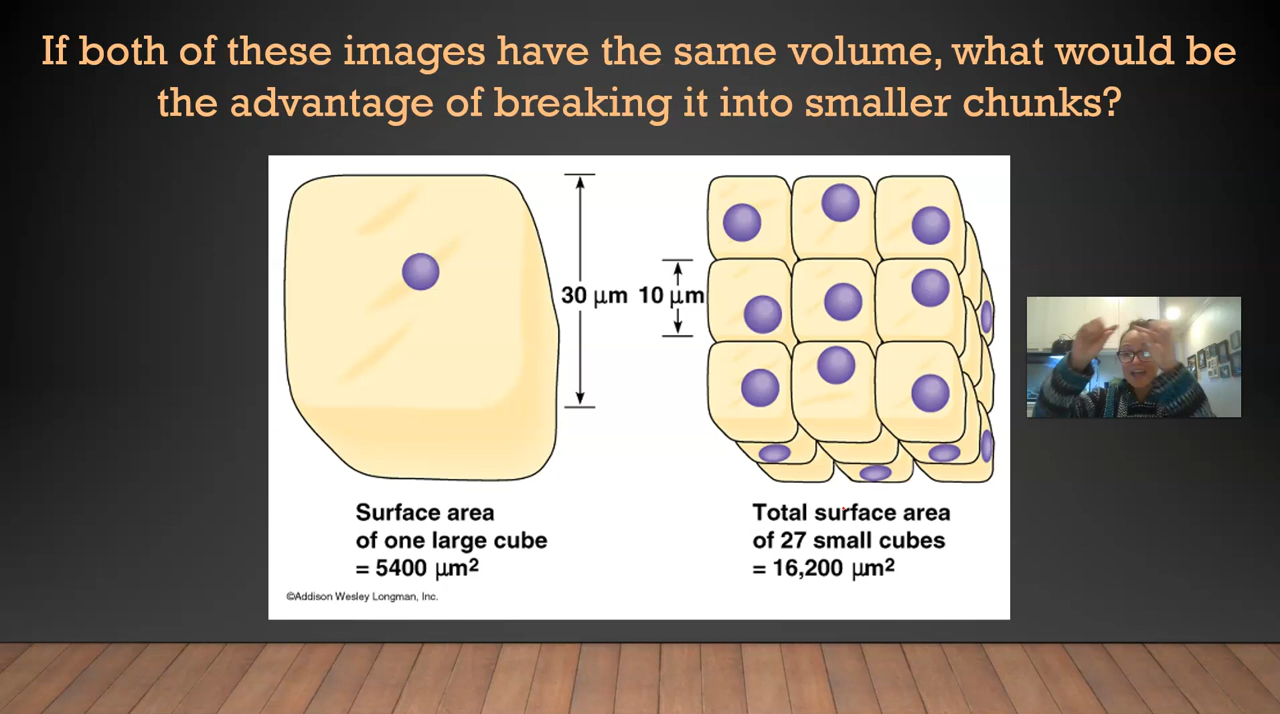 If both of these images have the same volume, what would be
the advantage of breaking it into smaller chunks?
30 μm
10 μm
Surface area
of one large cube
= 5400 μm²
Total surface area
of 27 small cubes
= 16,200 μm²
©Addison Wesley Longman, Inc.